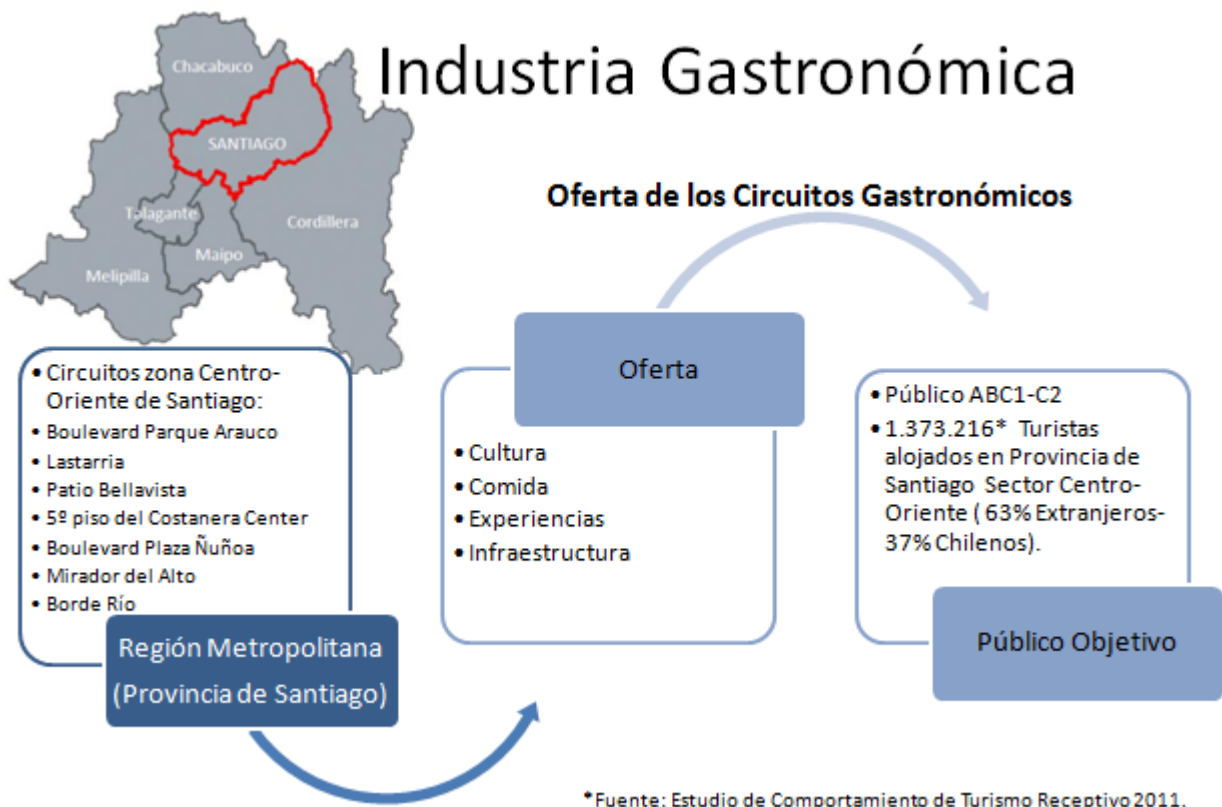 Industria Gastronómica
Chacabuco
SANTIAGO
Talagante
Cordillera
Maipo
Melipilla
Oferta de los Circuitos Gastronómicos
• Circuitos zona Centro-
Oriente de Santiago:
• Boulevard Parque Arauco
• Lastarria
• Patio Bellavista
• 5º piso del Costanera Center
• Boulevard Plaza Ñuñoa
• Mirador del Alto
• Borde Río
Región Metropolitana
(Provincia de Santiago)
Oferta
• Cultura
• Comida
• Experiencias
• Infraestructura
• Público ABC1-C2
• 1.373.216* Turistas
alojados en Provincia de
Santiago Sector Centro-
Oriente ( 63% Extranjeros-
37% Chilenos).
Público Objetivo
*Fuente: Estudio de Comportamiento de Turismo Receptivo 2011.